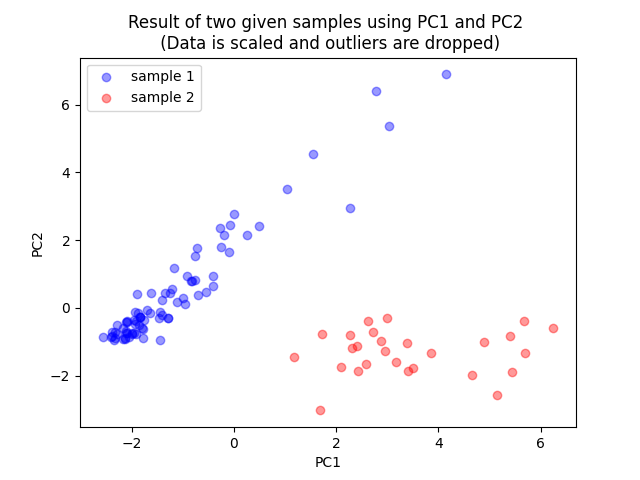 Result of two given samples using PC1 and PC2
(Data is scaled and outliers are dropped)
sample 1
sample 2
PC2
6
4
2
0
−2
−2
0
2
4
6
PC1